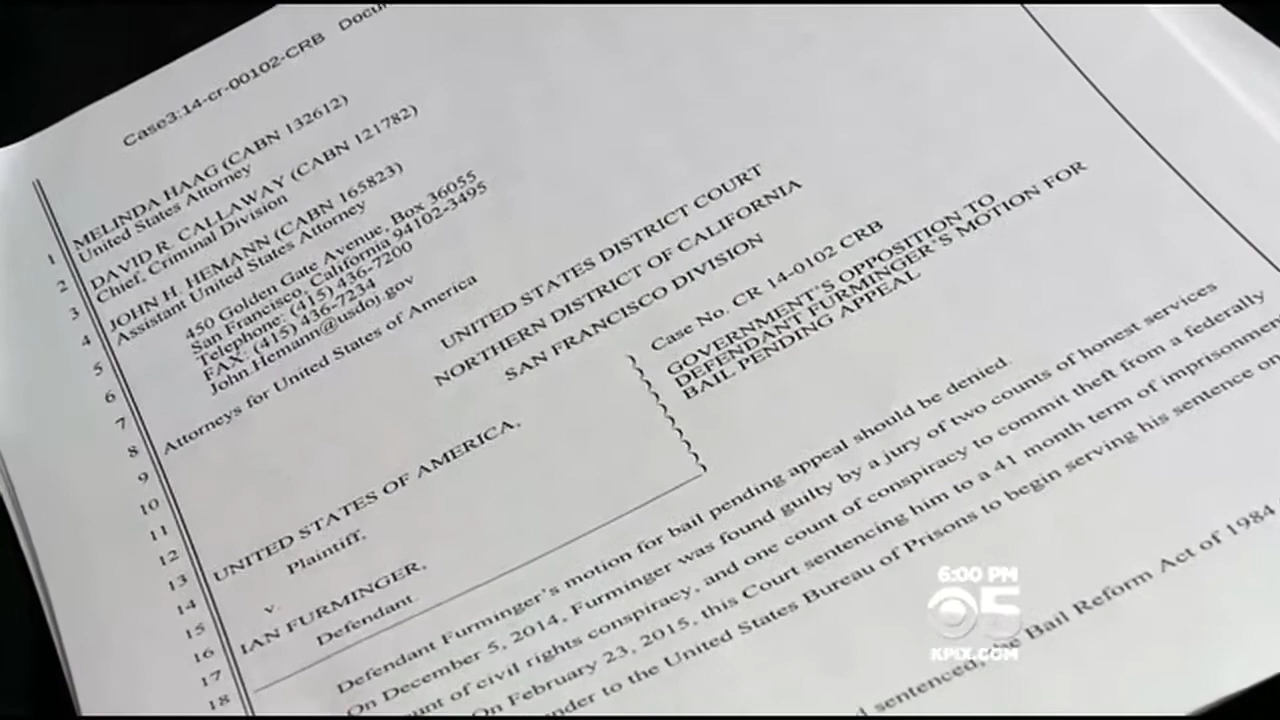 Case3:14-cr-00102-CRB
MELINDA HAAG (CABN 132612)
United States Attorney
DAVID R. CALLAWAY (CABN 121782)
Chief, Criminal Division
JOHN H. HEMANN (CABN 165823)
Assistant United States Attorney
450 Golden Gate Avenue, Box 36055
San Francisco, California 94102-3495
Telephone: (415) 436-7200
FAX: (415) 436-7234
John.Hemann@usdoj.gov
Attorneys for United States of America
UNITED STATES DISTRICT COURT
NORTHERN DISTRICT OF CALIFORNIA
SAN FRANCISCO DIVISION
UNITED STATES OF AMERICA,
Plaintiff,
v.
IAN FURMINGER,
Defendant.
Case No. CR 14-0102 CRB
GOVERNMENT'S OPPOSITION TO
DEFENDANT FURMINGER'S MOTION FOR
BAIL PENDING APPEAL
Defendant Furminger's motion for bail pending appeal should be denied.
On December 5, 2014, Furminger was found guilty by a jury of two counts of honest services
of civil rights conspiracy, and one count of conspiracy to commit theft from a federally
On February 23, 2015, this Court sentencing him to a 41 month term of imprisonment
to the United States Bureau of Prisons to begin serving his sentence on
sentenced, Bail Reform Act of 1984
1
2
3
4
5
6
7
8
9
10
11
12
13
14
15
16
17
18
6:00 PM
5
KPIX.COM